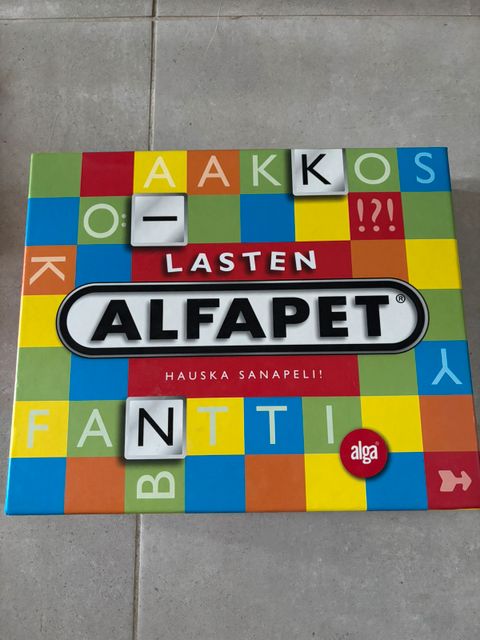 AAKKOS
Ö I !?!
K
LASTEN
ALFAPET®
HAUSKA SANAPELI!
Y
FANTTI
alga
B